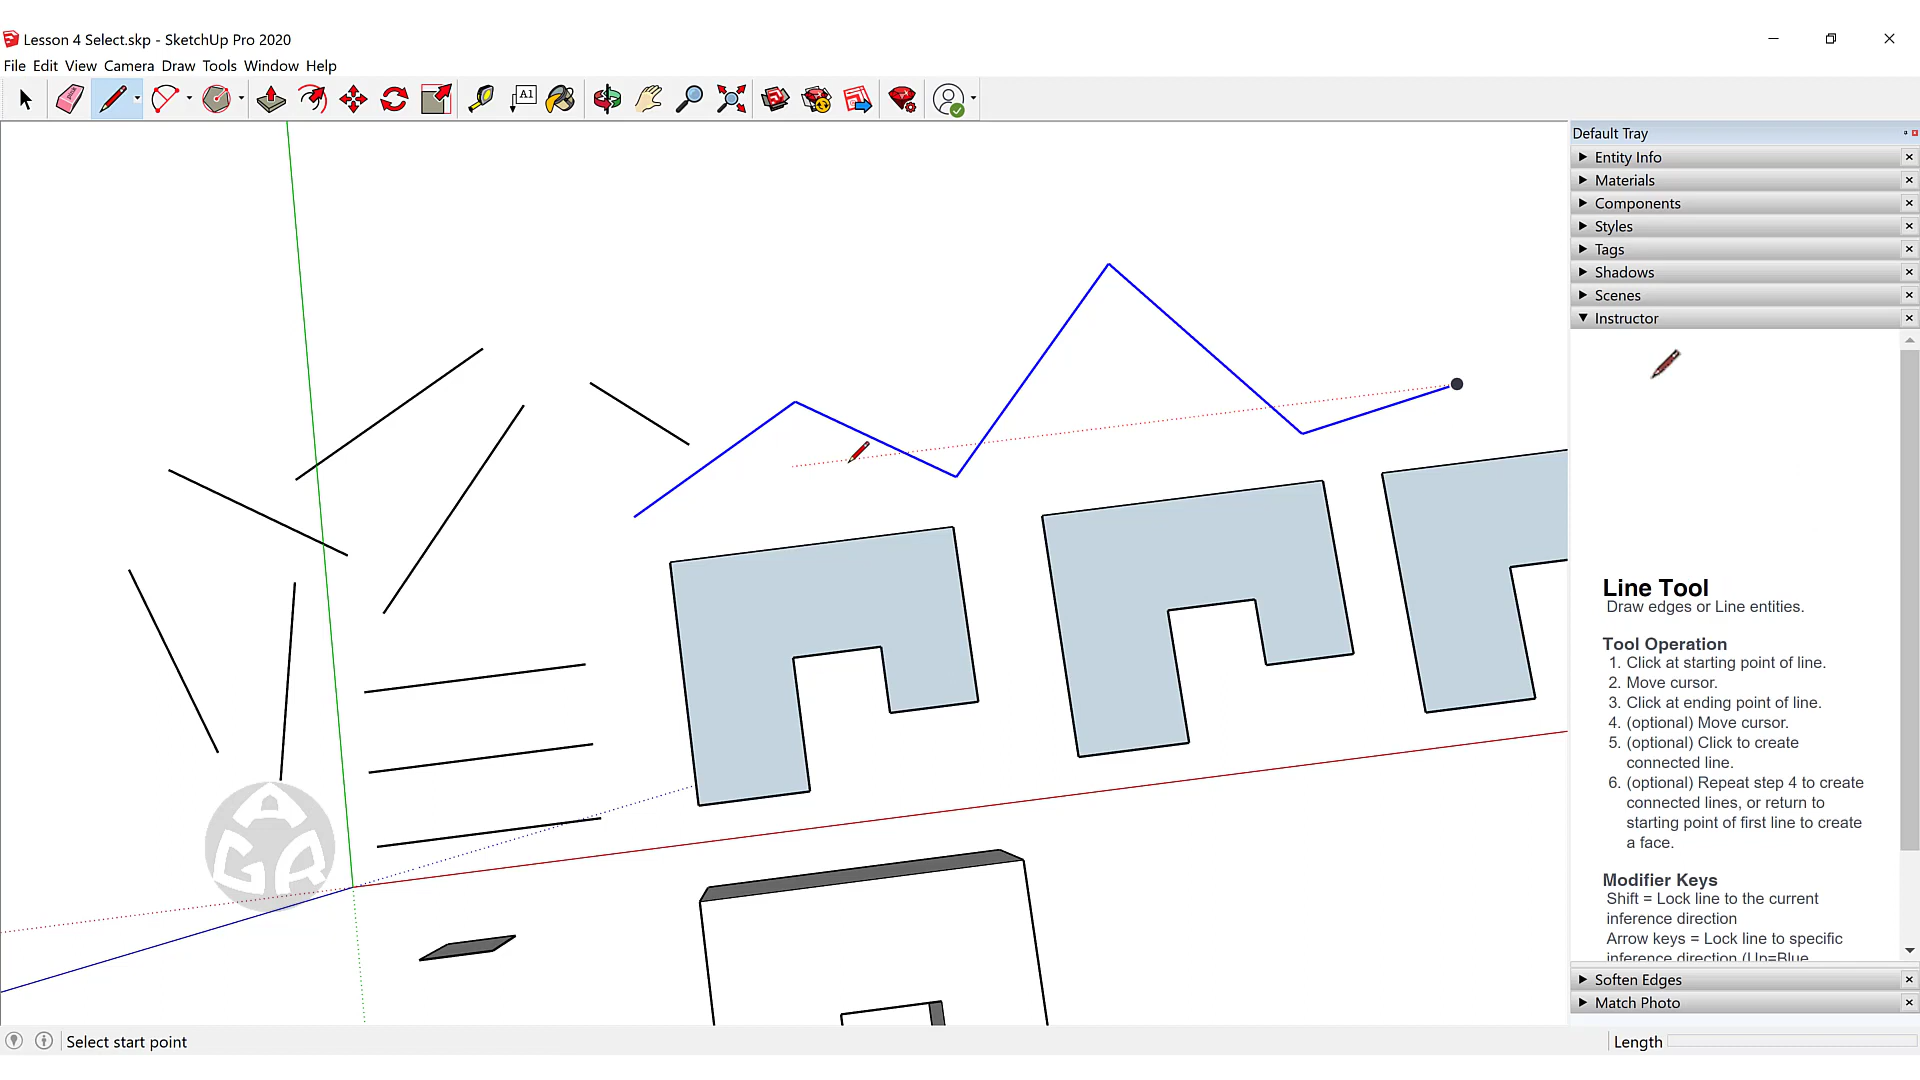 Lesson 4 Select.skp - SketchUp Pro 2020
File Edit View Camera Draw Tools Window Help
A1
Default Tray
Entity Info
Materials
Components
Styles
Tags
Shadows
Scenes
Instructor
Line Tool
Draw edges or Line entities.
Tool Operation
1. Click at starting point of line.
2. Move cursor.
3. Click at ending point of line.
4. (optional) Move cursor.
5. (optional) Click to create
connected line.
6. (optional) Repeat step 4 to create
connected lines, or return to
starting point of first line to create
a face.
Modifier Keys
Shift = Lock line to the current
inference direction
Arrow keys = Lock line to specific
inference direction (Up=Blue
Soften Edges
Match Photo
Select start point
Length